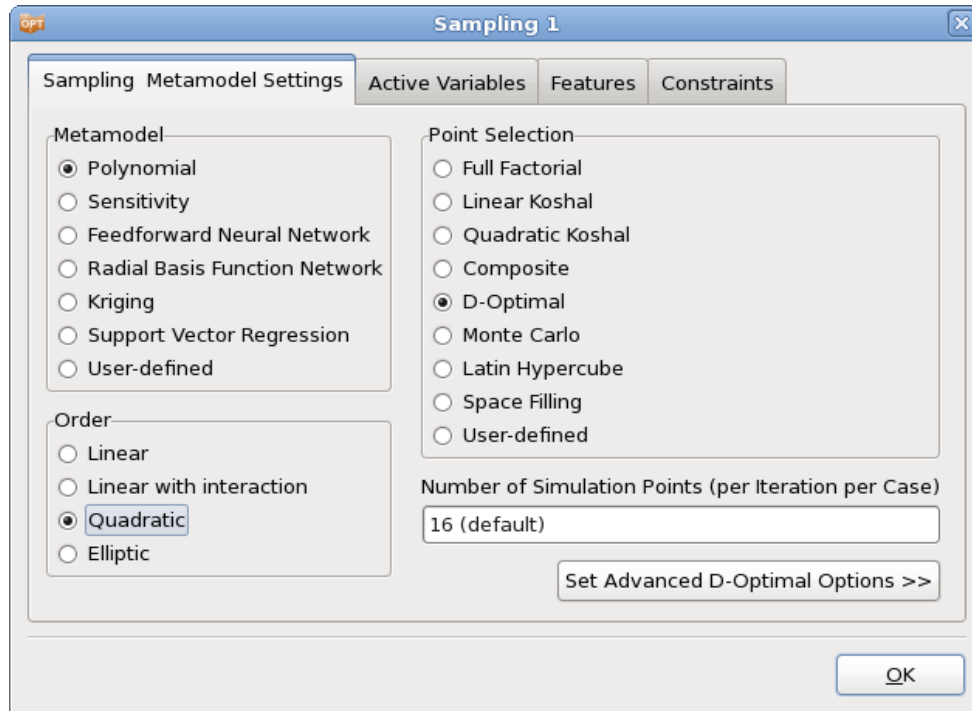 OPT
Sampling 1
Sampling Metamodel Settings
Active Variables
Features
Constraints
Metamodel
Polynomial
Sensitivity
Feedforward Neural Network
Radial Basis Function Network
Kriging
Support Vector Regression
User-defined
Order
Linear
Linear with interaction
Quadratic
Elliptic
Point Selection
Full Factorial
Linear Koshal
Quadratic Koshal
Composite
D-Optimal
Monte Carlo
Latin Hypercube
Space Filling
User-defined
Number of Simulation Points (per Iteration per Case)
16 (default)
Set Advanced D-Optimal Options >>
OK